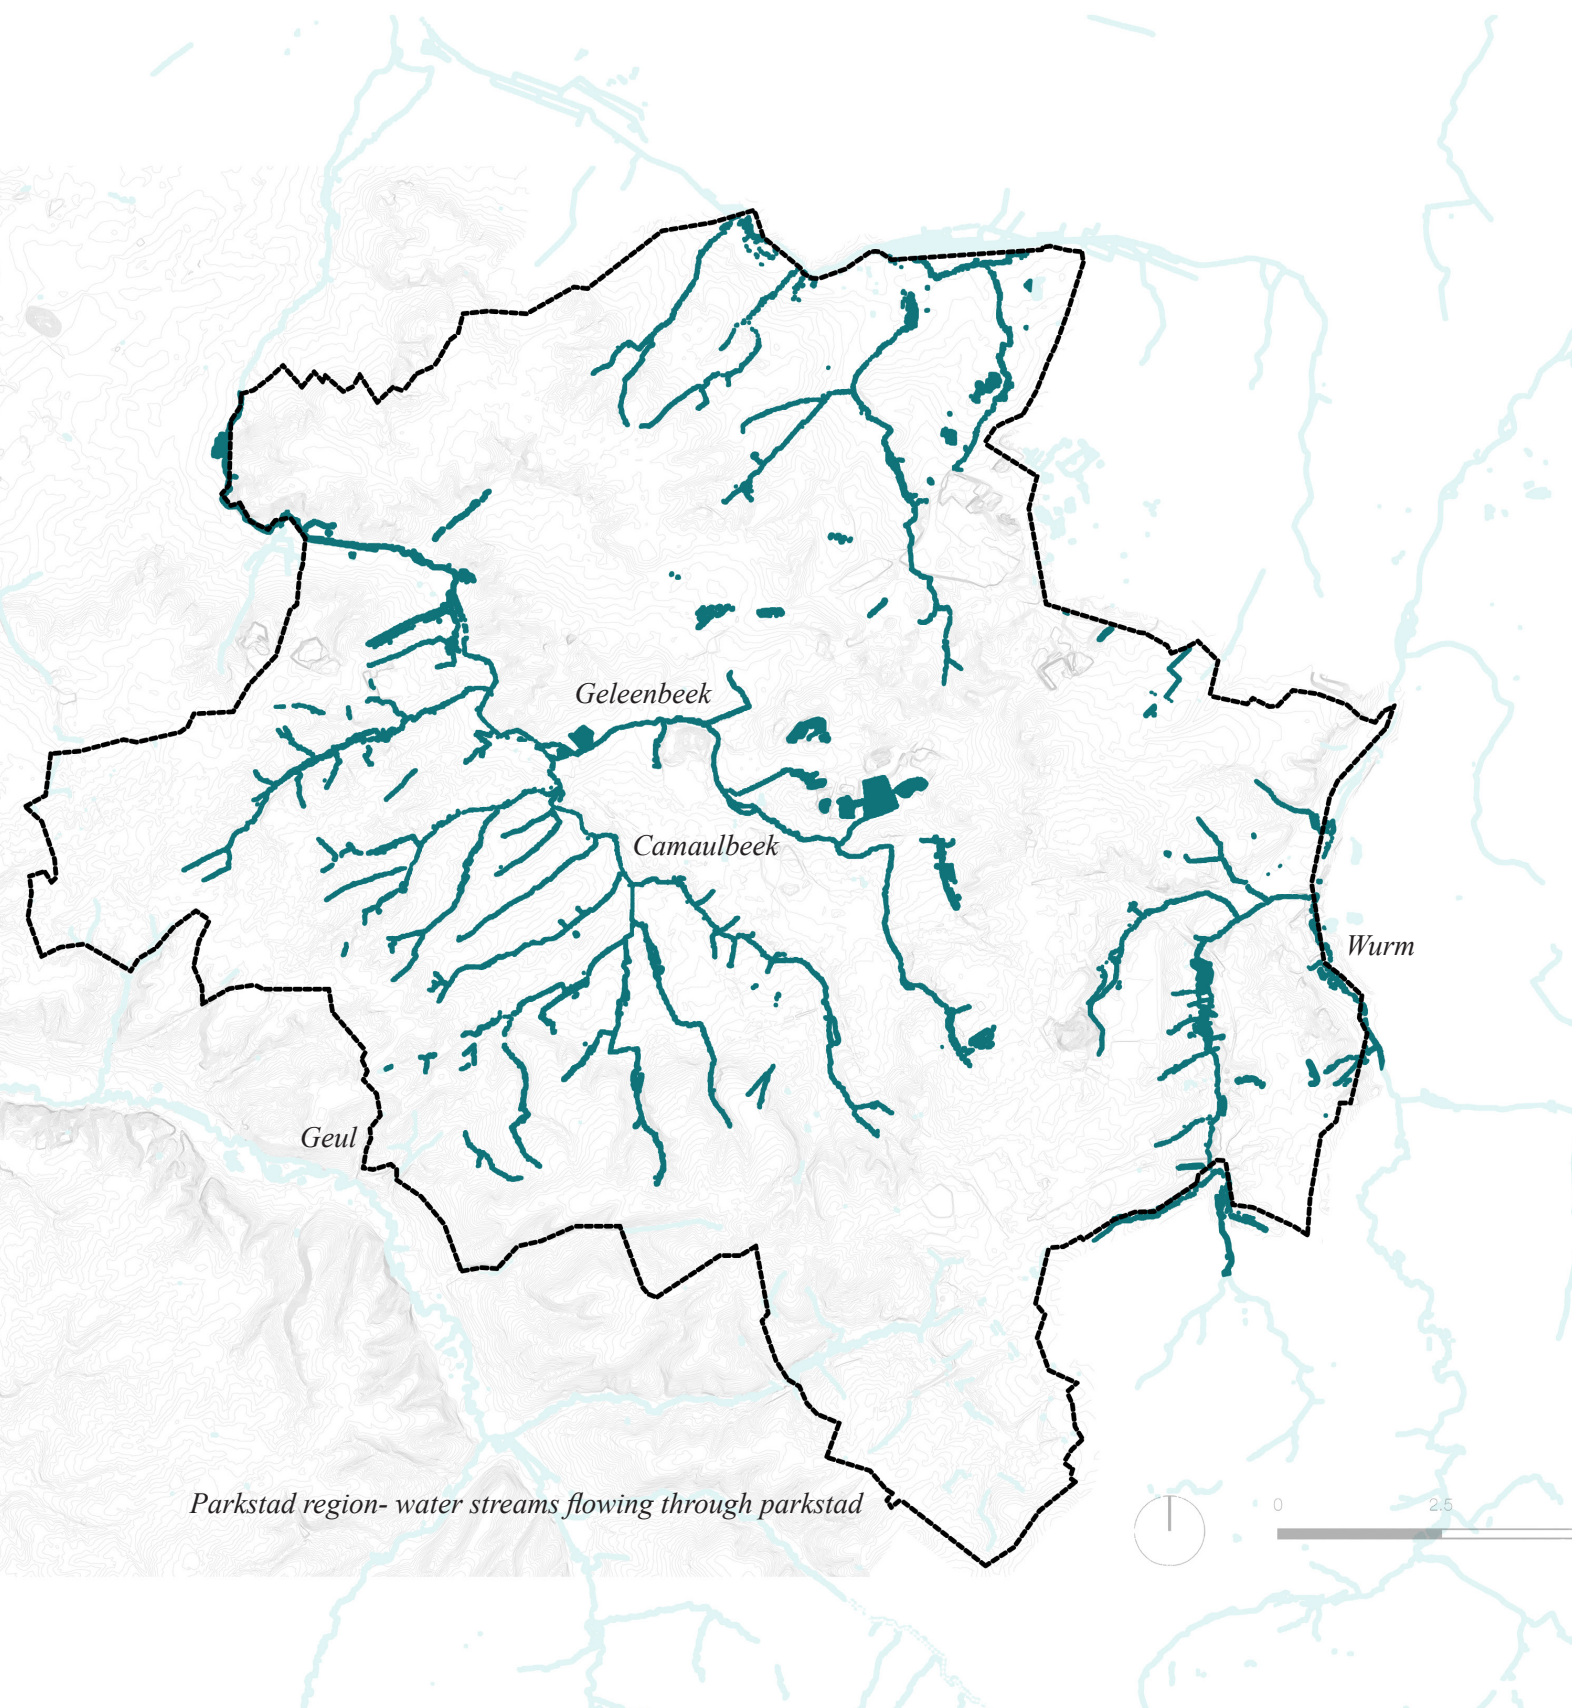 Geleenbeek
Camaulbeek
Wurm
Geul
Parkstad region- water streams flowing through parkstad
0 2.5